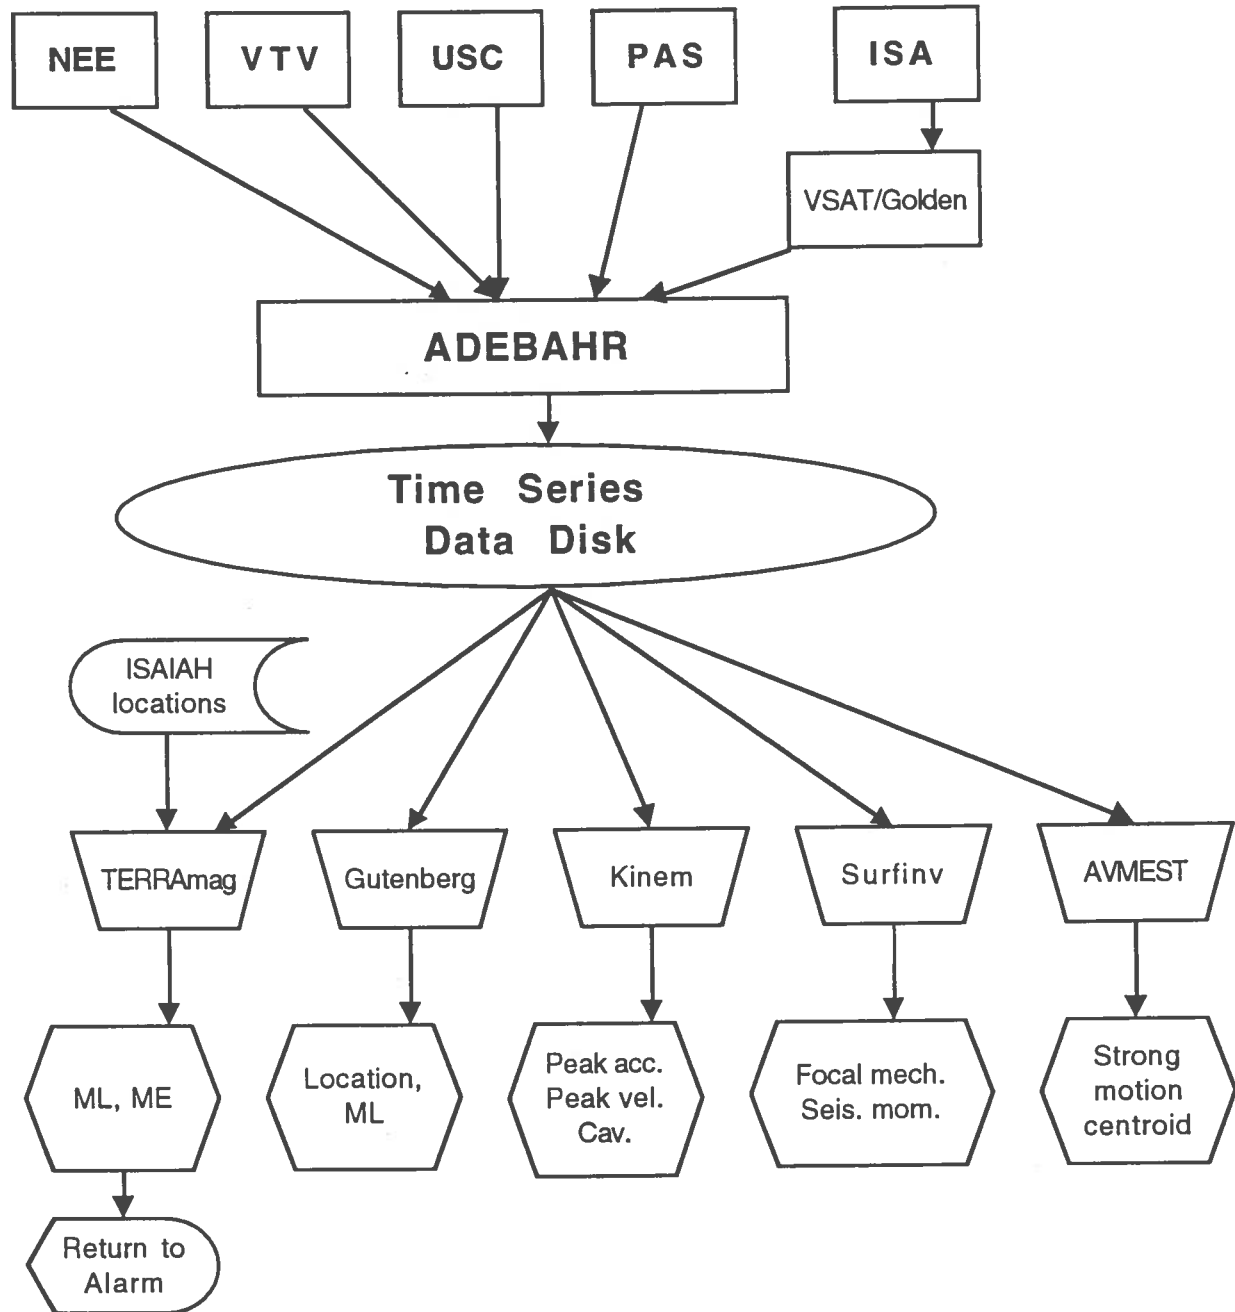 NEE
VTV
USC
PAS
ISA
VSAT/Golden
ADEBAHR
Time Series
Data Disk
ISAIAH
locations
TERRAmag
Gutenberg
Kinem
Surfinv
AVMEST
ML, ME
Location,
ML
Peak acc.
Peak vel.
Cav.
Focal mech.
Seis. mom.
Strong
motion
centroid
Return to
Alarm